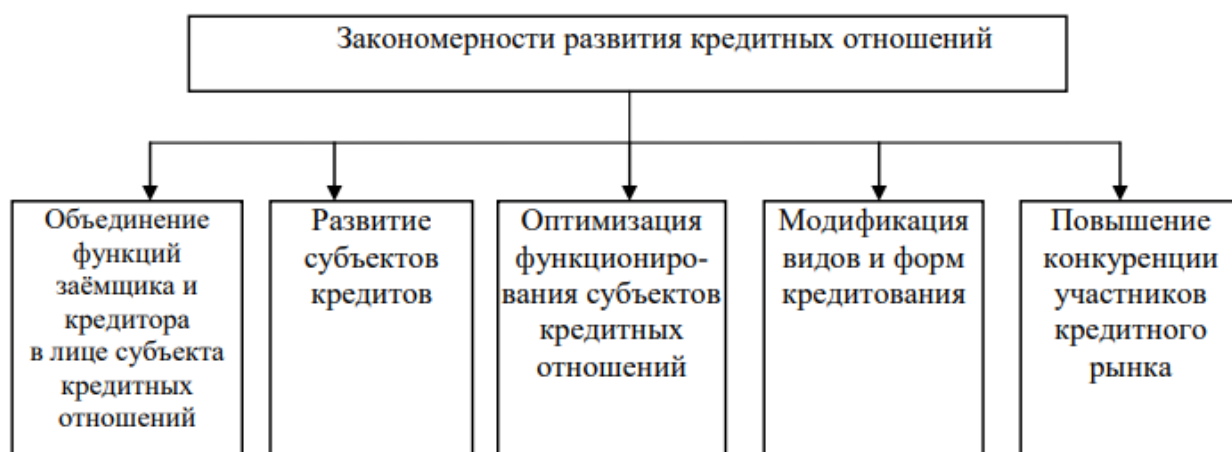 Закономерности развития кредитных отношений
Объединение
функций
заёмщика и
кредитора
в лице субъекта
кредитных
отношений
Развитие
субъектов
кредитов
Оптимизация
функциониро-
вания субъектов
кредитных
отношений
Модификация
видов и форм
кредитования
Повышение
конкуренции
участников
кредитного
рынка